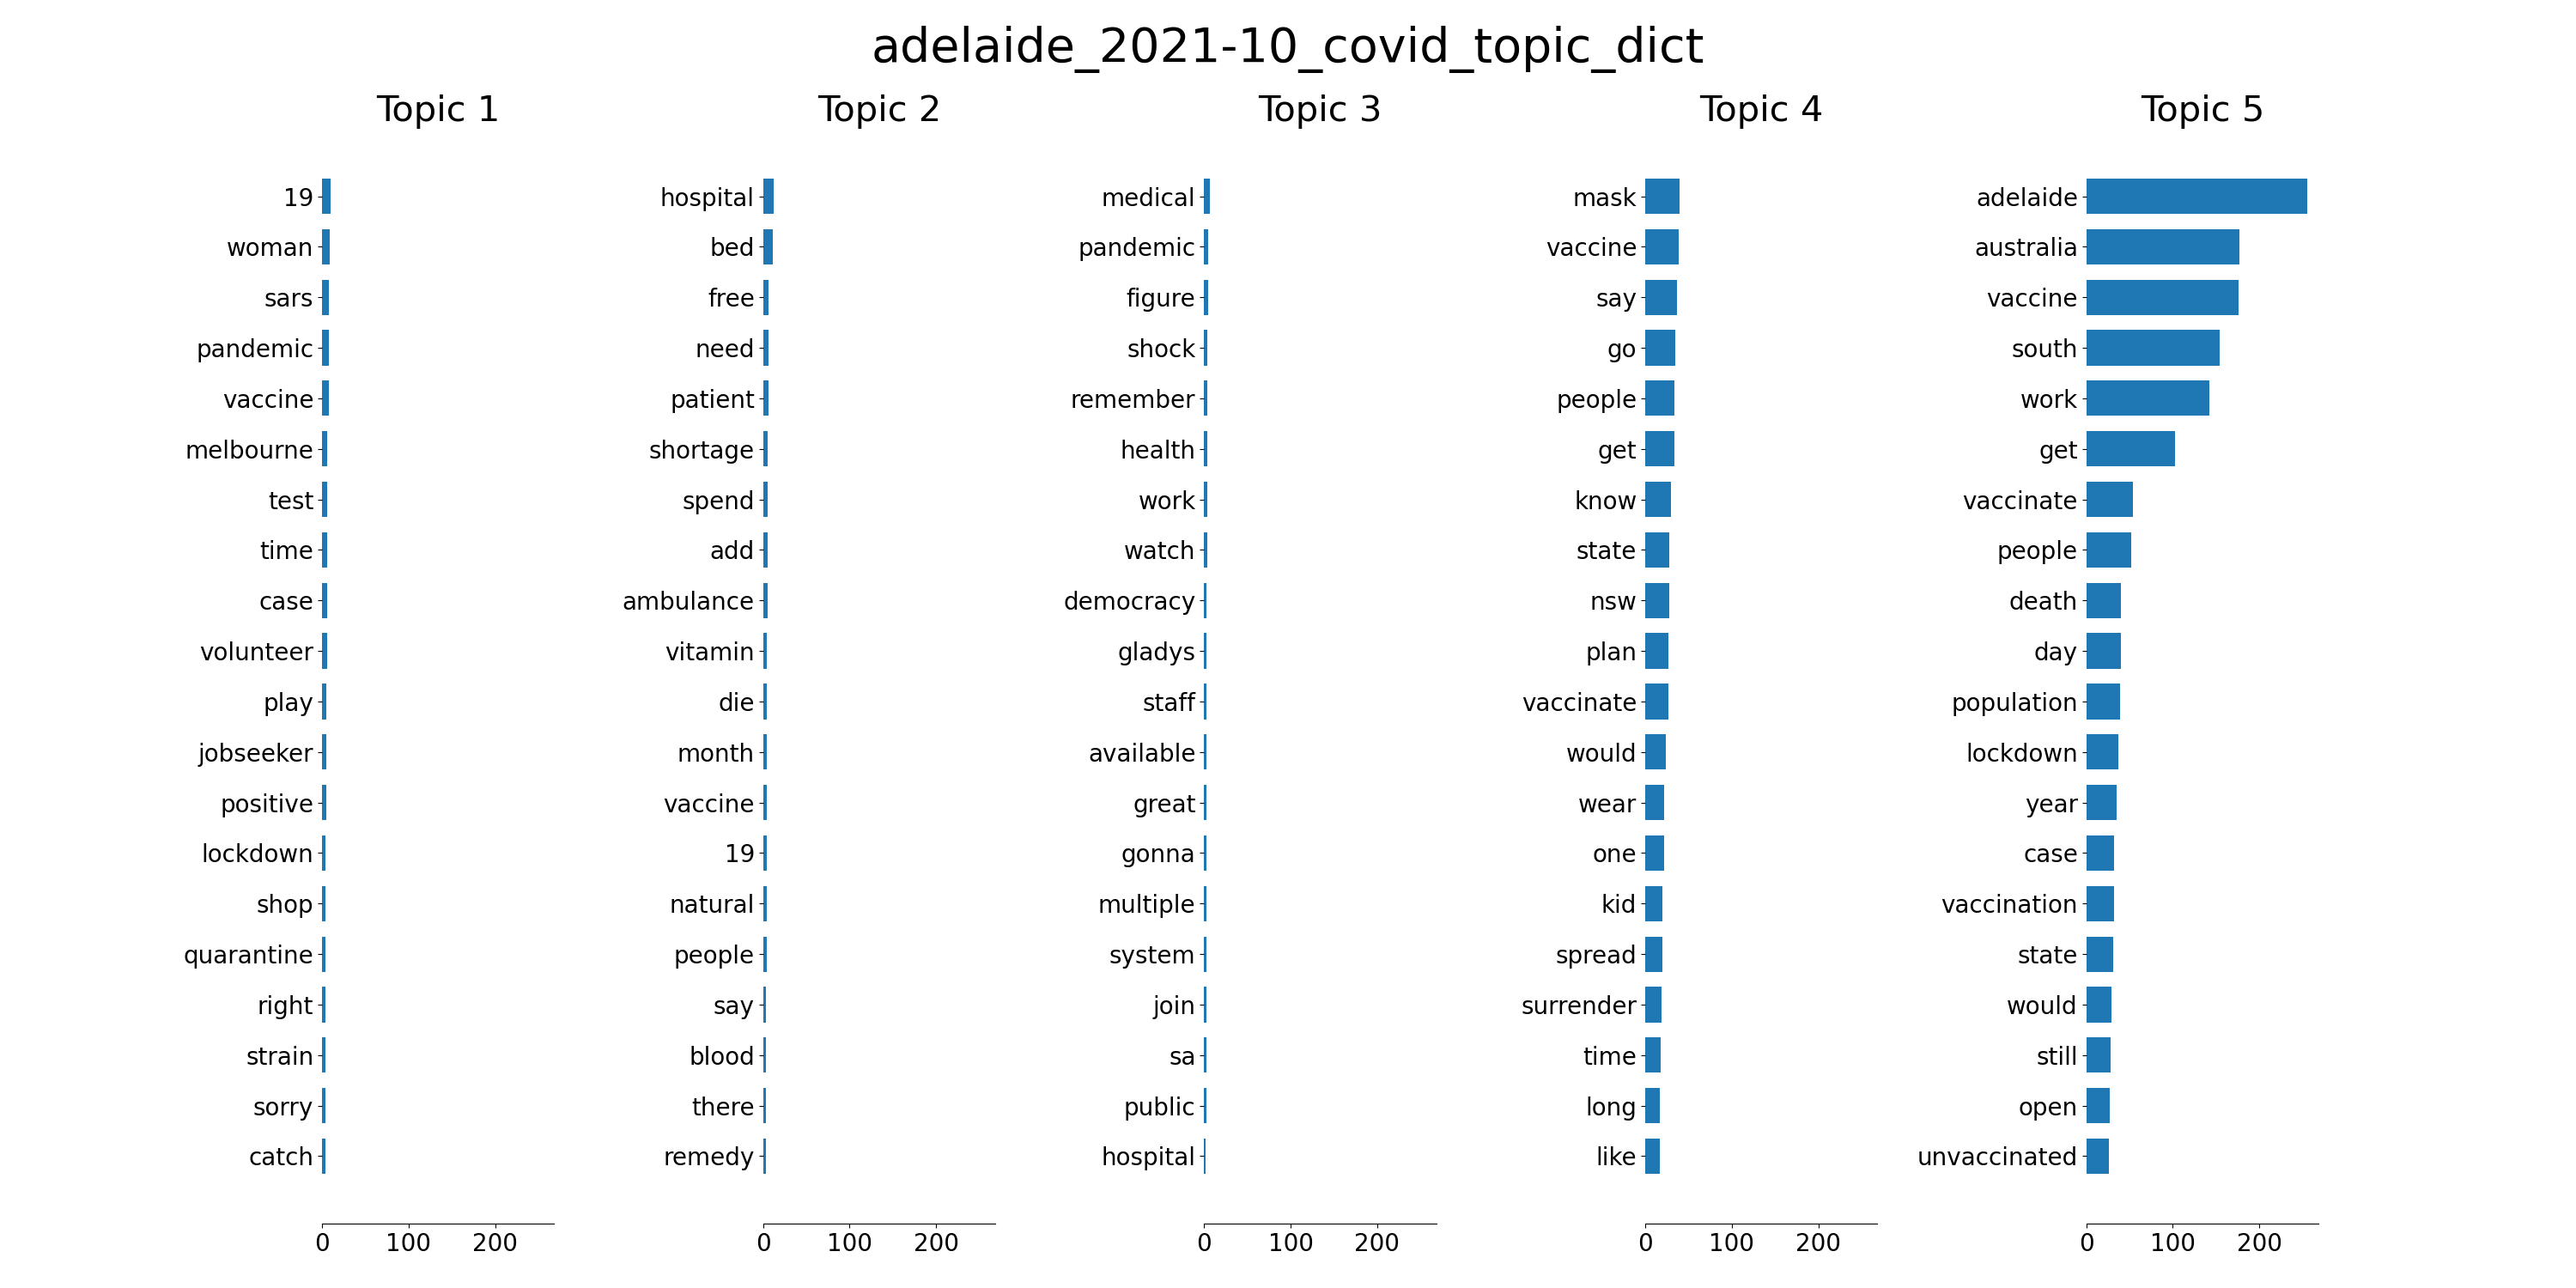 adelaide_2021-10_covid_topic_dict
Topic 1
19
woman
sars
pandemic
vaccine
melbourne
test
time
case
volunteer
play
jobseeker
positive
lockdown
shop
quarantine
right
strain
sorry
catch
0 100 200
Topic 2
hospital
bed
free
need
patient
shortage
spend
add
ambulance
vitamin
die
month
vaccine
19
natural
people
say
blood
there
remedy
0 100 200
Topic 3
medical
pandemic
figure
shock
remember
health
work
watch
democracy
gladys
staff
available
great
gonna
multiple
system
join
sa
public
hospital
0 100 200
Topic 4
mask
vaccine
say
go
people
get
know
state
nsw
plan
vaccinate
would
wear
one
kid
spread
surrender
time
long
like
0 100 200
Topic 5
adelaide
australia
vaccine
south
work
get
vaccinate
people
death
day
population
lockdown
year
case
vaccination
state
would
still
open
unvaccinated
0 100 200